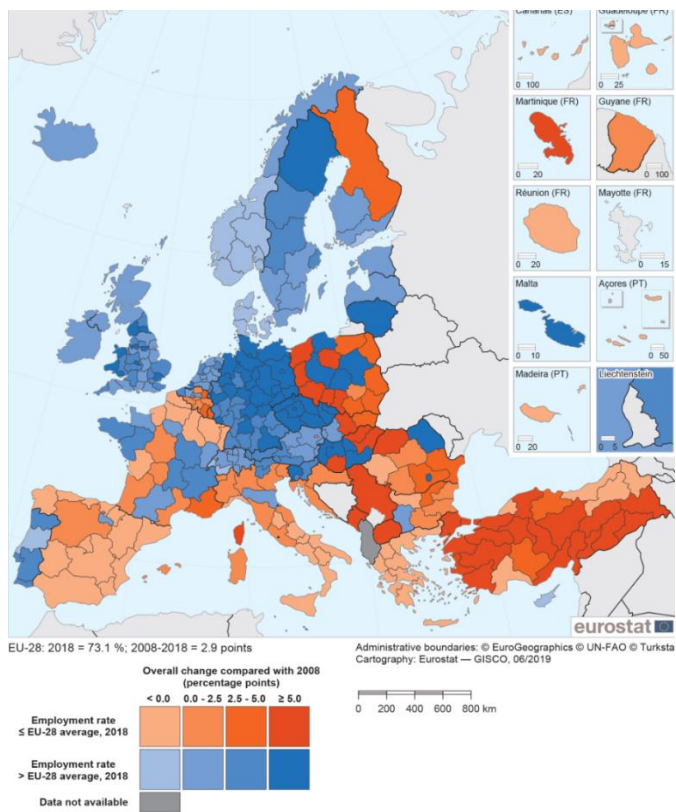 Canarias (ES)
0 100
Guadeloupe (FR)
0 25
Martinique (FR)
0 20
Guyane (FR)
0 100
Réunion (FR)
0 20
Mayotte (FR)
0 15
Malta
0 10
Açores (PT)
0 50
Madeira (PT)
0 20
Liechtenstein
0 5
eurostat
EU-28: 2018 = 73.1 %; 2008-2018 = 2.9 points
Administrative boundaries: © EuroGeographics © UN-FAO © Turksta
Cartography: Eurostat — GISCO, 06/2019
0 200 400 600 800 km
Overall change compared with 2008
(percentage points)
< 0.0 0.0 - 2.5 2.5 - 5.0 ≥ 5.0
Employment rate
≤ EU-28 average, 2018
Employment rate
> EU-28 average, 2018
Data not available